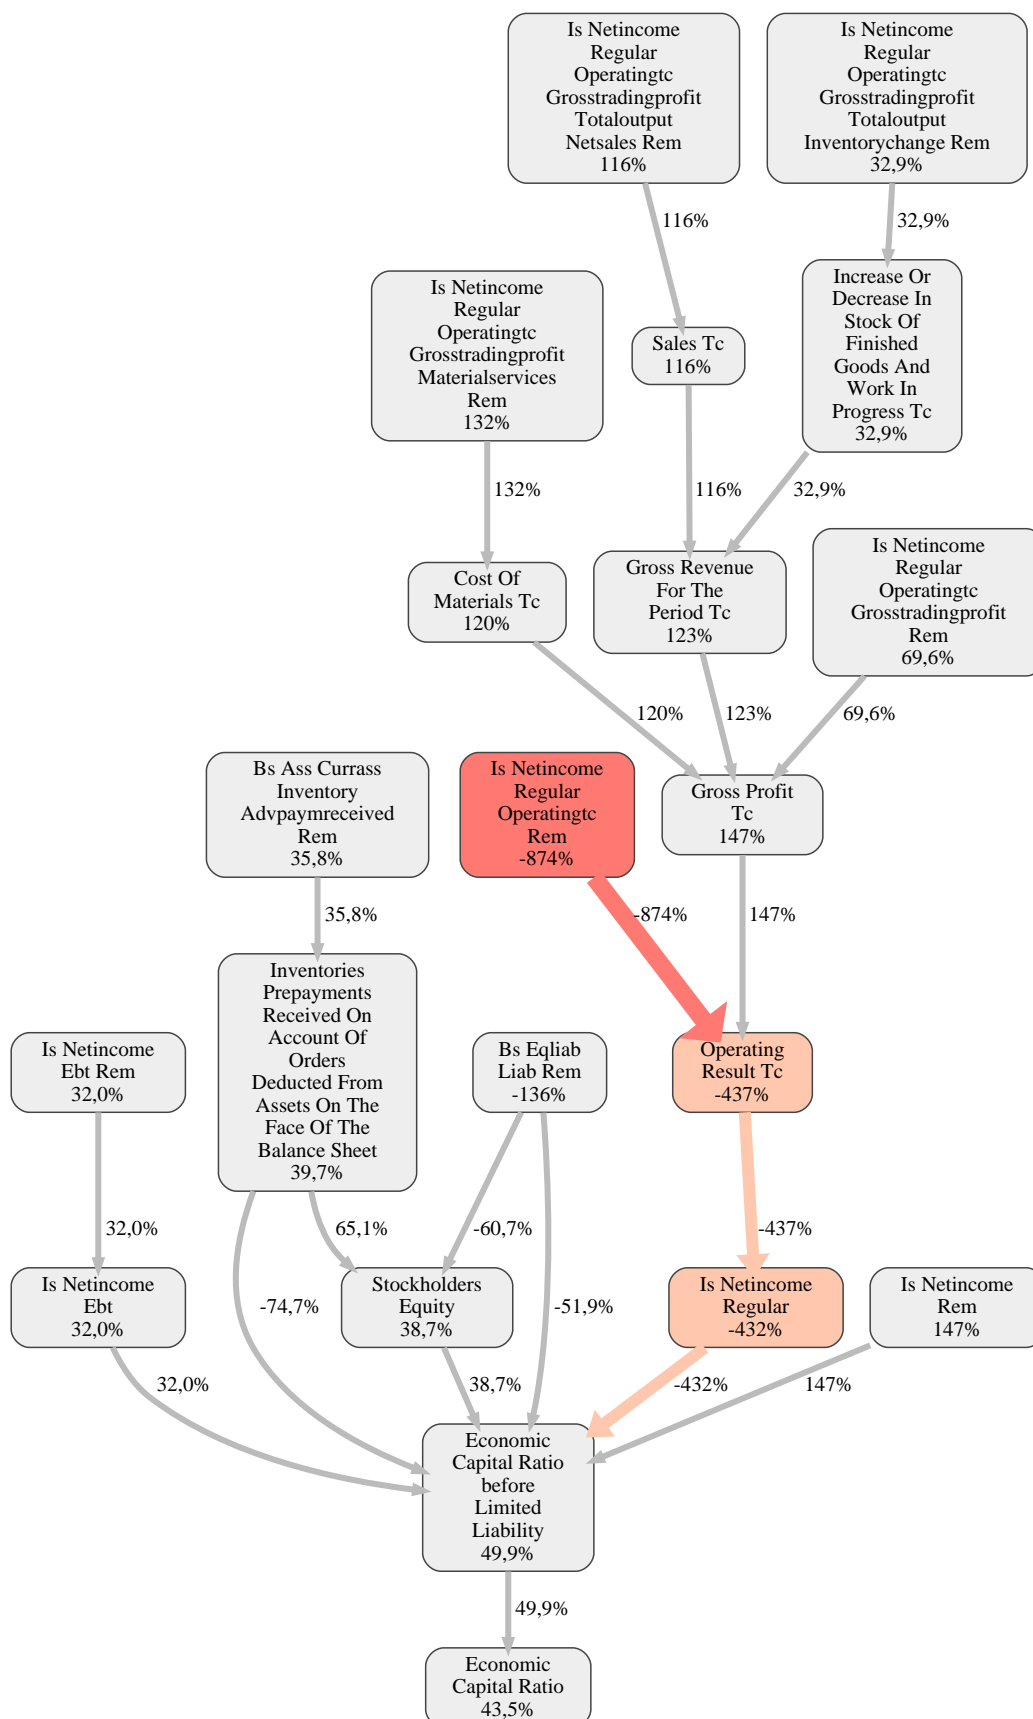 Is Netincome
Regular
Operatingtc
Grosstradingprofit
Totaloutput
Netsales Rem
116%
Is Netincome
Regular
Operatingtc
Grosstradingprofit
Totaloutput
Inventorychange Rem
32,9%
116%
32,9%
Is Netincome
Regular
Operatingtc
Grosstradingprofit
Materialservices
Rem
132%
Sales Tc
116%
Increase Or
Decrease In
Stock Of
Finished
Goods And
Work In
Progress Tc
32,9%
132%
116%
32,9%
Cost Of
Materials Tc
120%
Gross Revenue
For The
Period Tc
123%
Is Netincome
Regular
Operatingtc
Grosstradingprofit
Rem
69,6%
120%
123%
69,6%
Bs Ass Currass
Inventory
Advpaymreceived
Rem
35,8%
Is Netincome
Regular
Operatingtc
Rem
-874%
Gross Profit
Tc
147%
35,8%
-874%
147%
Is Netincome
Ebt Rem
32,0%
Inventories
Prepayments
Received On
Account Of
Orders
Deducted From
Assets On The
Face Of The
Balance Sheet
39,7%
Bs Eqliab
Liab Rem
-136%
Operating
Result Tc
-437%
32,0%
65,1%
-60,7%
-437%
Is Netincome
Ebt
32,0%
-74,7%
Stockholders
Equity
38,7%
-51,9%
Is Netincome
Regular
-432%
Is Netincome
Rem
147%
32,0%
38,7%
-432%
147%
Economic
Capital Ratio
before
Limited
Liability
49,9%
49,9%
Economic
Capital Ratio
43,5%